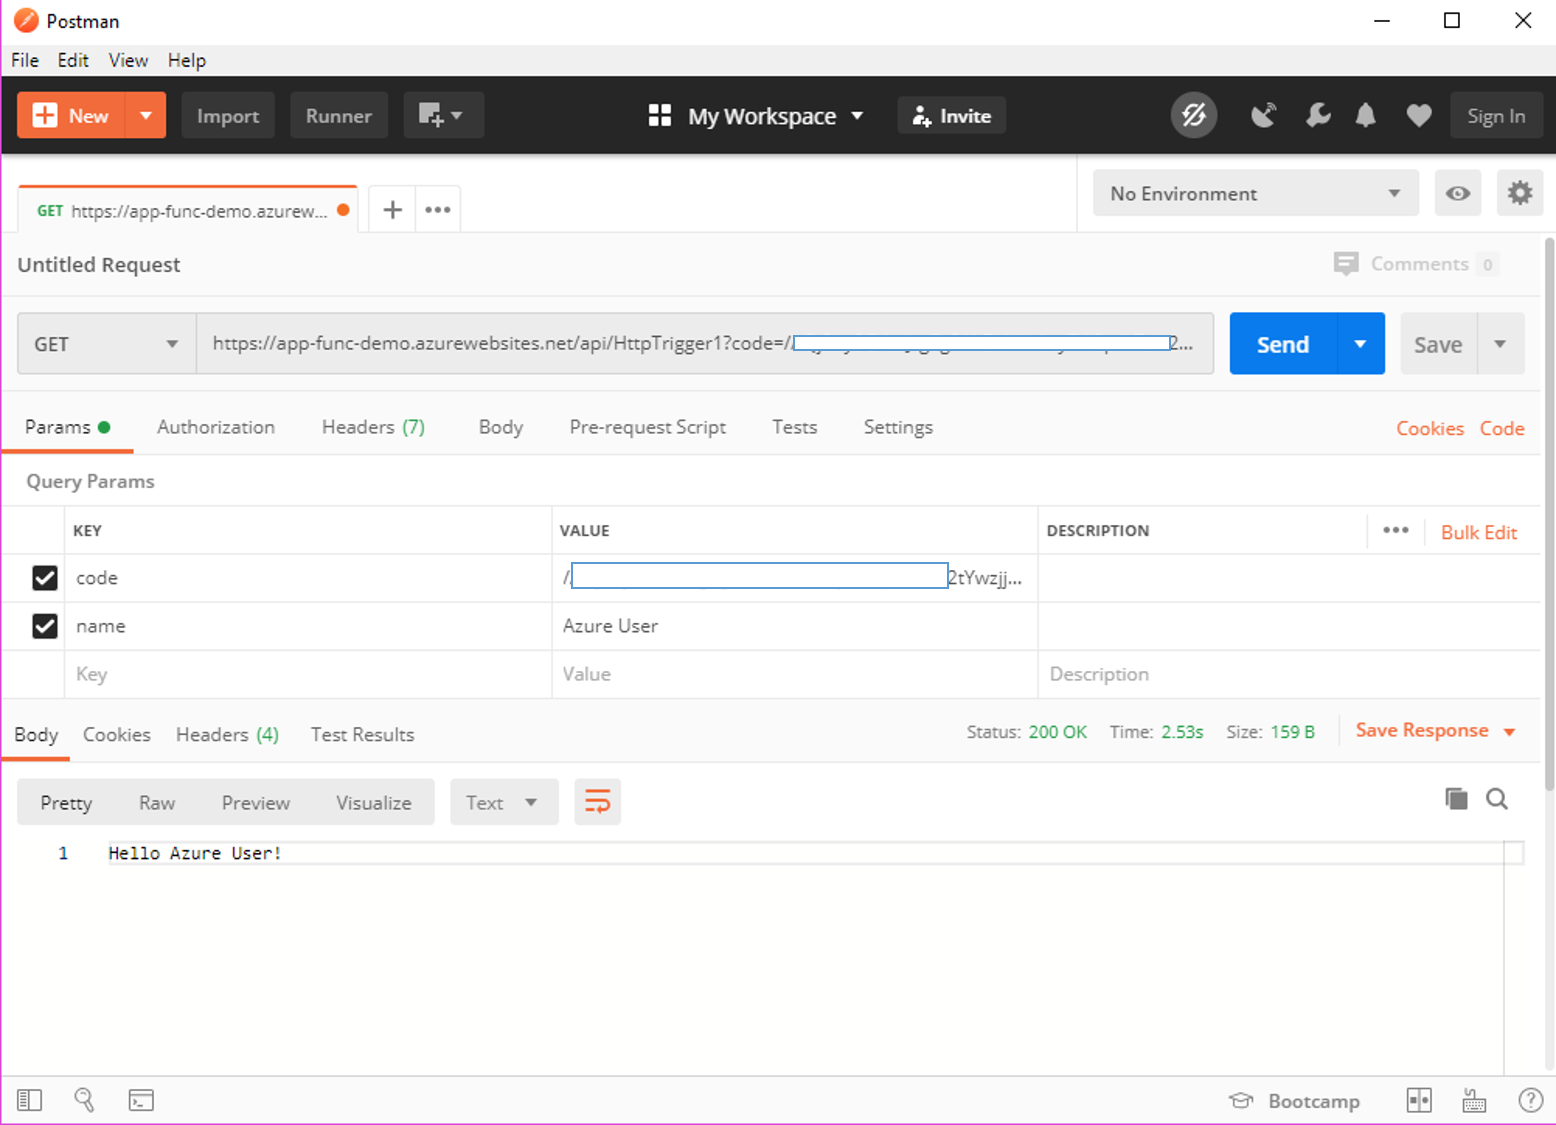 Postman
File Edit View Help
New Import Runner My Workspace Invite Sign In
GET https://app-func-demo.azurew... No Environment
Untitled Request Comments 0
GET https://app-func-demo.azurewebsites.net/api/HttpTrigger1?code=/ 2... Send Save
Params Authorization Headers (7) Body Pre-request Script Tests Settings Cookies Code
Query Params
KEY VALUE DESCRIPTION Bulk Edit
code / 2tYwzjj...
name Azure User
Key Value Description
Body Cookies Headers (4) Test Results Status: 200 OK Time: 2.53s Size: 159 B Save Response
Pretty Raw Preview Visualize Text
1 Hello Azure User!
Bootcamp